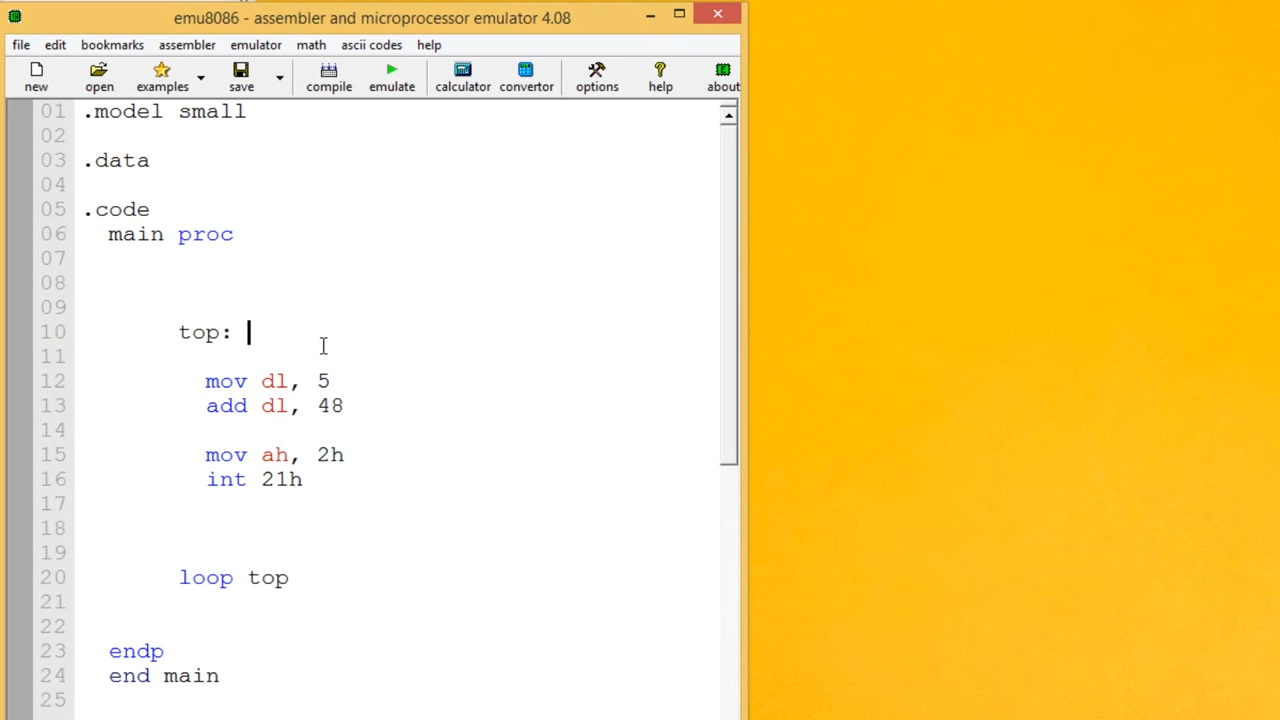 emu8086 - assembler and microprocessor emulator 4.08
file edit bookmarks assembler emulator math ascii codes help
new open examples save compile emulate calculator convertor options help about
01 .model small
02
03 .data
04
05 .code
06 main proc
07
08
09
10 top:
11
12 mov dl, 5
13 add dl, 48
14
15 mov ah, 2h
16 int 21h
17
18
19
20 loop top
21
22
23 endp
24 end main
25